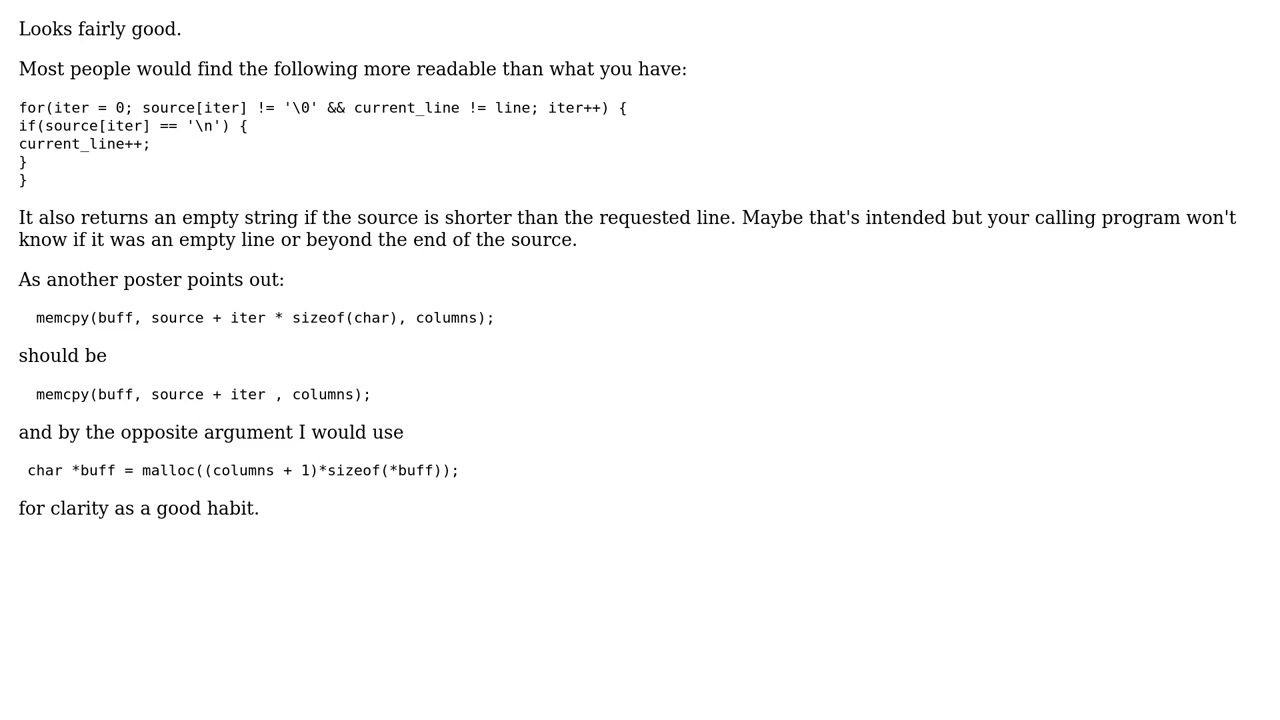 Looks fairly good.
Most people would find the following more readable than what you have:
for(iter = 0; source[iter] != '\0' && current_line != line; iter++) {
if(source[iter] == '\n') {
current_line++;
}
}
It also returns an empty string if the source is shorter than the requested line. Maybe that's intended but your calling program won't
know if it was an empty line or beyond the end of the source.
As another poster points out:
memcpy(buff, source + iter * sizeof(char), columns);
should be
memcpy(buff, source + iter , columns);
and by the opposite argument I would use
char *buff = malloc((columns + 1)*sizeof(*buff));
for clarity as a good habit.